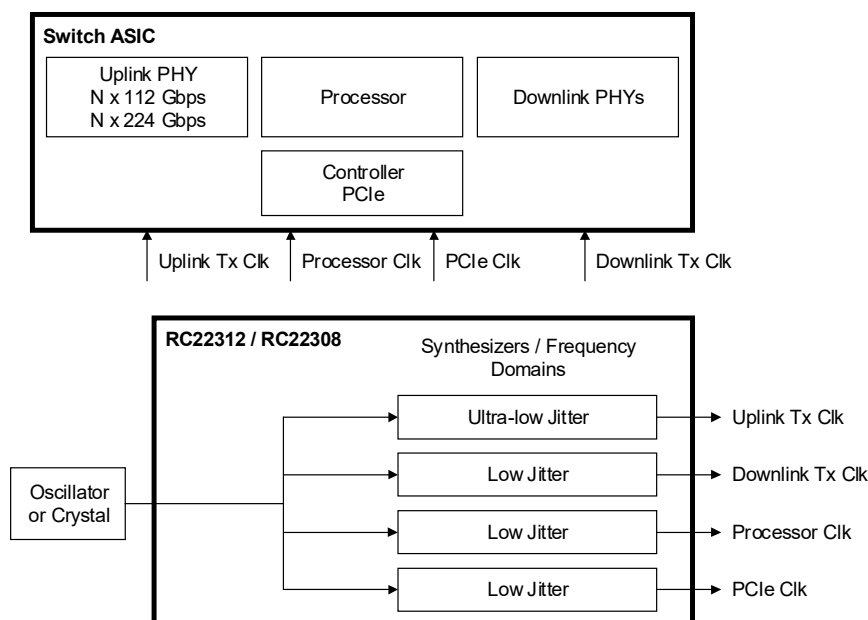 Switch ASIC
Uplink PHY
N x 112 Gbps
N x 224 Gbps
Processor
Downlink PHYs
Controller
PCIe
Uplink Tx Clk
Processor Clk
PCIe Clk
Downlink Tx Clk
RC22312 / RC22308
Synthesizers / Frequency
Domains
Ultra-low Jitter
Uplink Tx Clk
Oscillator
or Crystal
Low Jitter
Downlink Tx Clk
Low Jitter
Processor Clk
Low Jitter
PCIe Clk